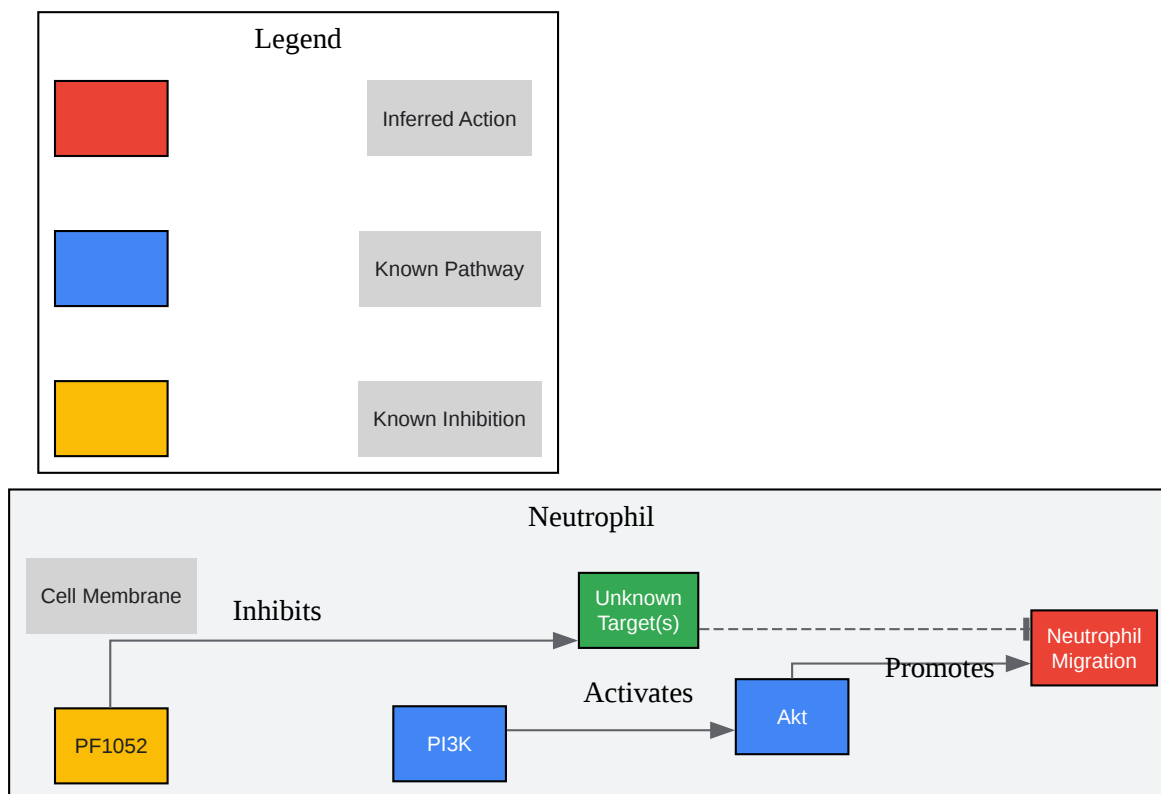 Legend
Inferred Action
Known Pathway
Known Inhibition
Neutrophil
Cell Membrane
Inhibits
Unknown
Target(s)
Neutrophil
Migration
Promotes
Activates
Akt
PF1052
PI3K